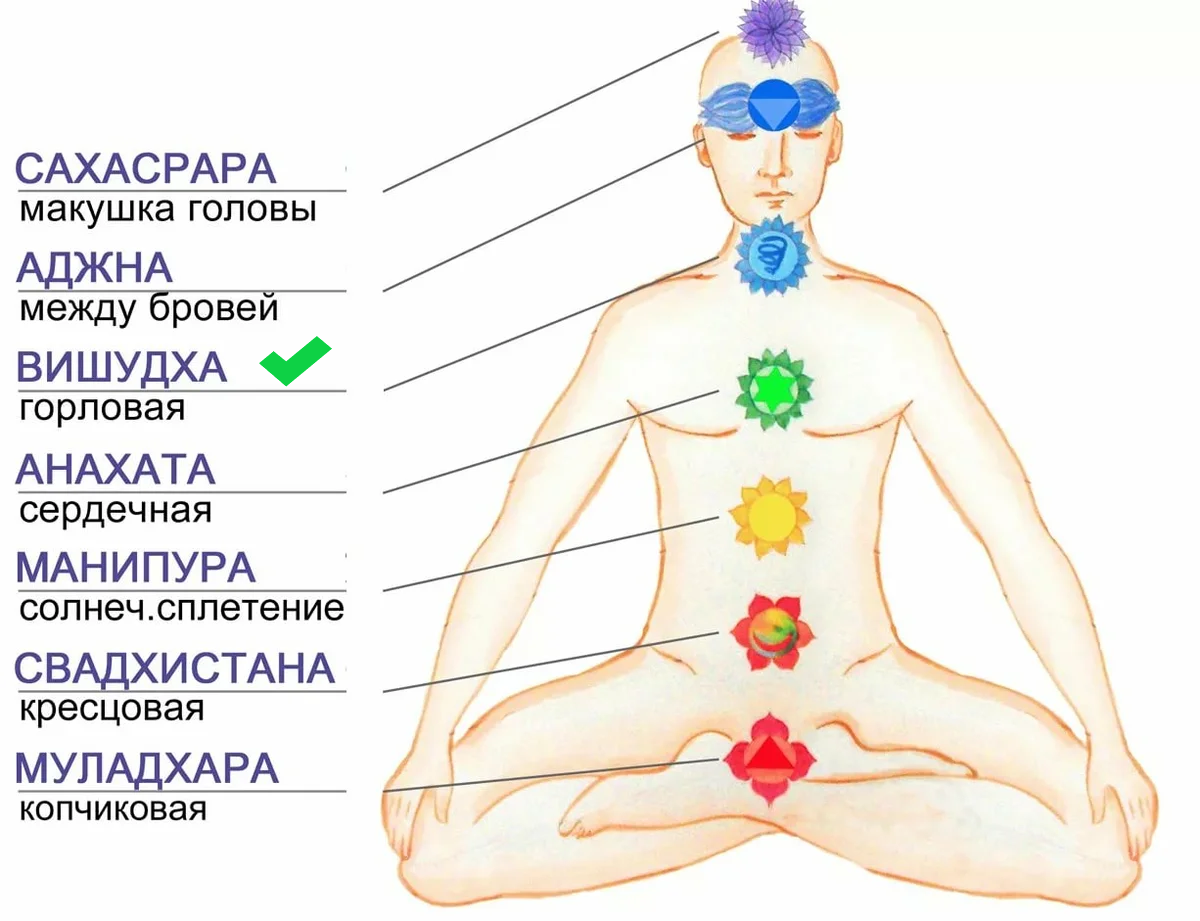 САХАСРАРА
макушка головы
АДЖНА
между бровей
ВИШУДХА
горловая
АНАХАТА
сердечная
МАНИПУРА
солнеч.сплетение
СВАДХИСТАНА
кресцовая
МУЛАДХАРА
копчиковая